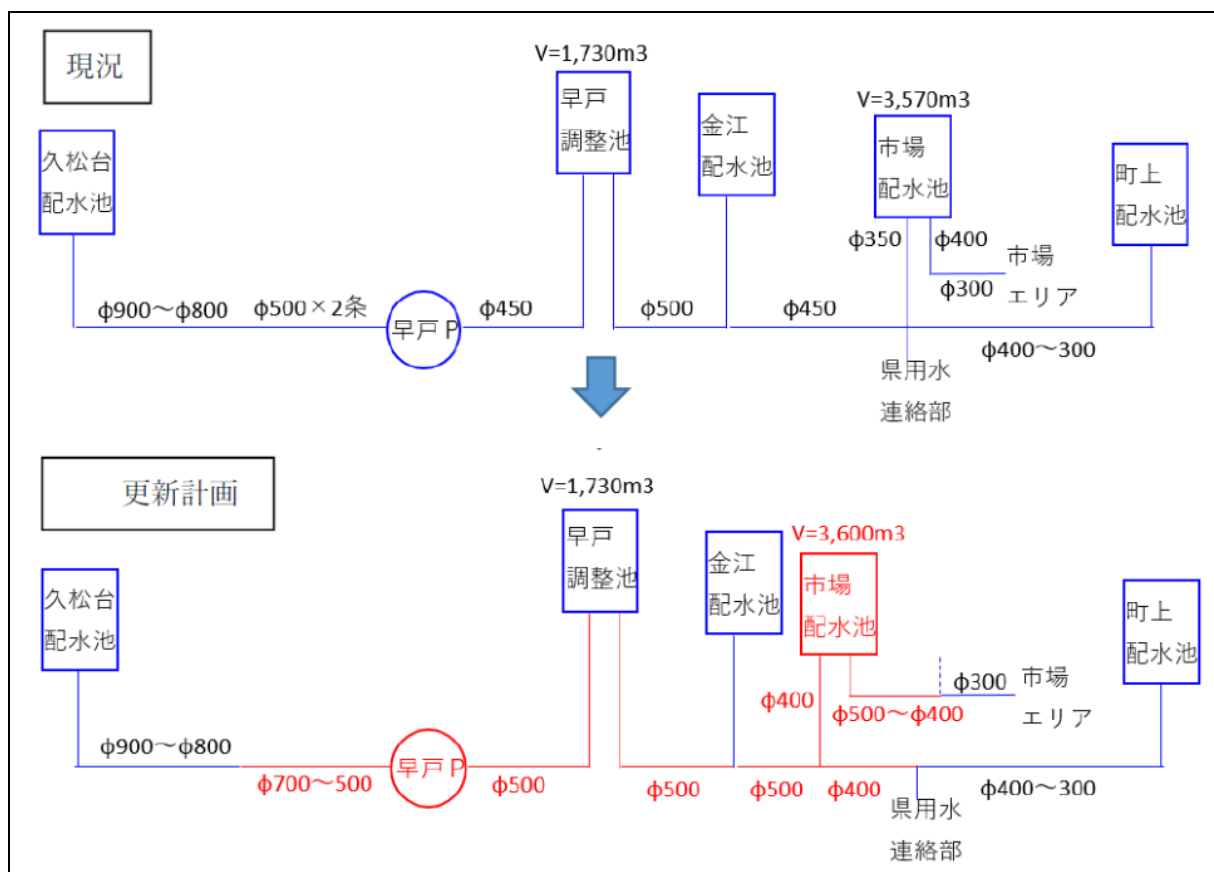 現況
V=1,730m3
早戸
調整池
金江
配水池
V=3,570m3
市場
配水池
久松台
配水池
町上
配水池
φ350
φ400
市場
エリア
φ300
φ900～φ800
φ500×2条
早戸P
φ450
φ500
φ450
φ400～300
県用水
連絡部
更新計画
V=1,730m3
早戸
調整池
金江
配水池
V=3,600m3
市場
配水池
久松台
配水池
町上
配水池
φ400
φ500～φ400
φ300
市場
エリア
φ900～φ800
φ700～500
早戸P
φ500
φ500
φ500
φ400
φ400～300
県用水
連絡部